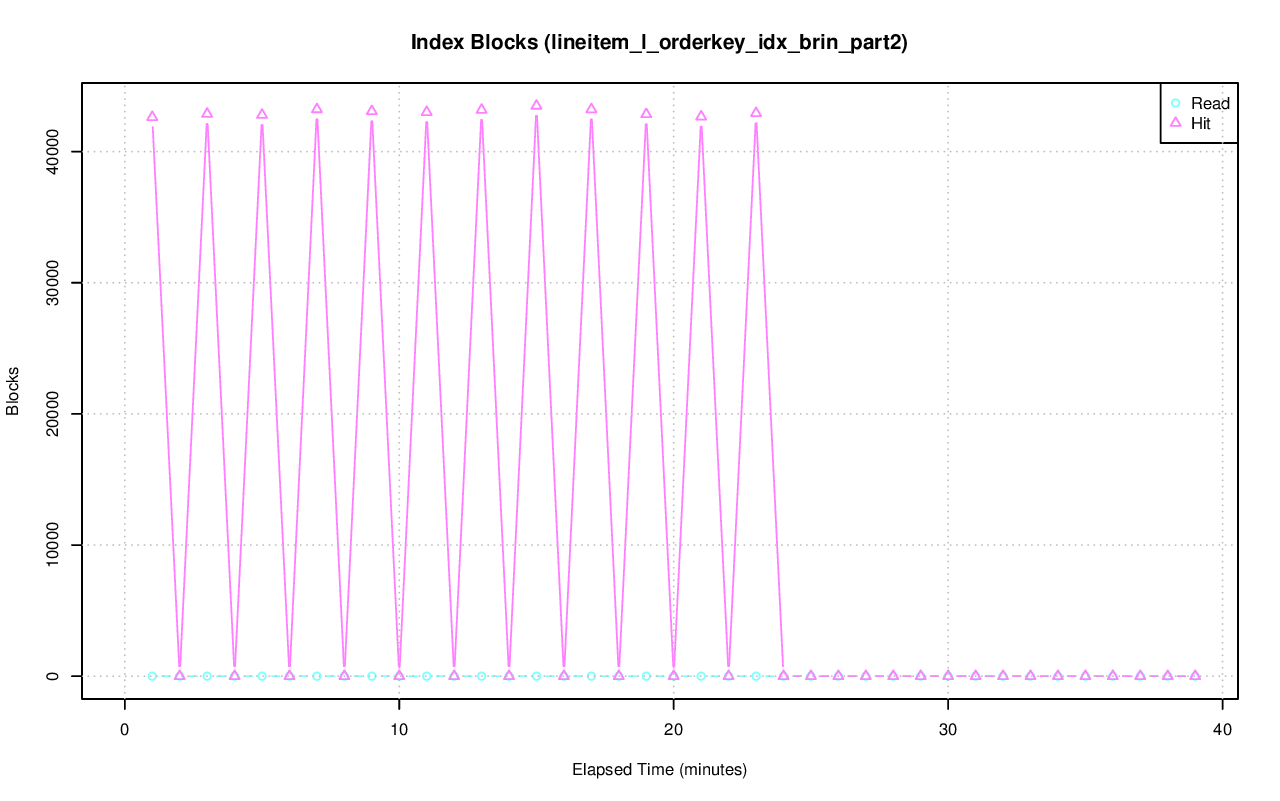 Index Blocks (lineitem_l_orderkey_idx_brin_part2)
Read
Hit
Blocks
40000
30000
20000
10000
0
0 10 20 30 40
Elapsed Time (minutes)